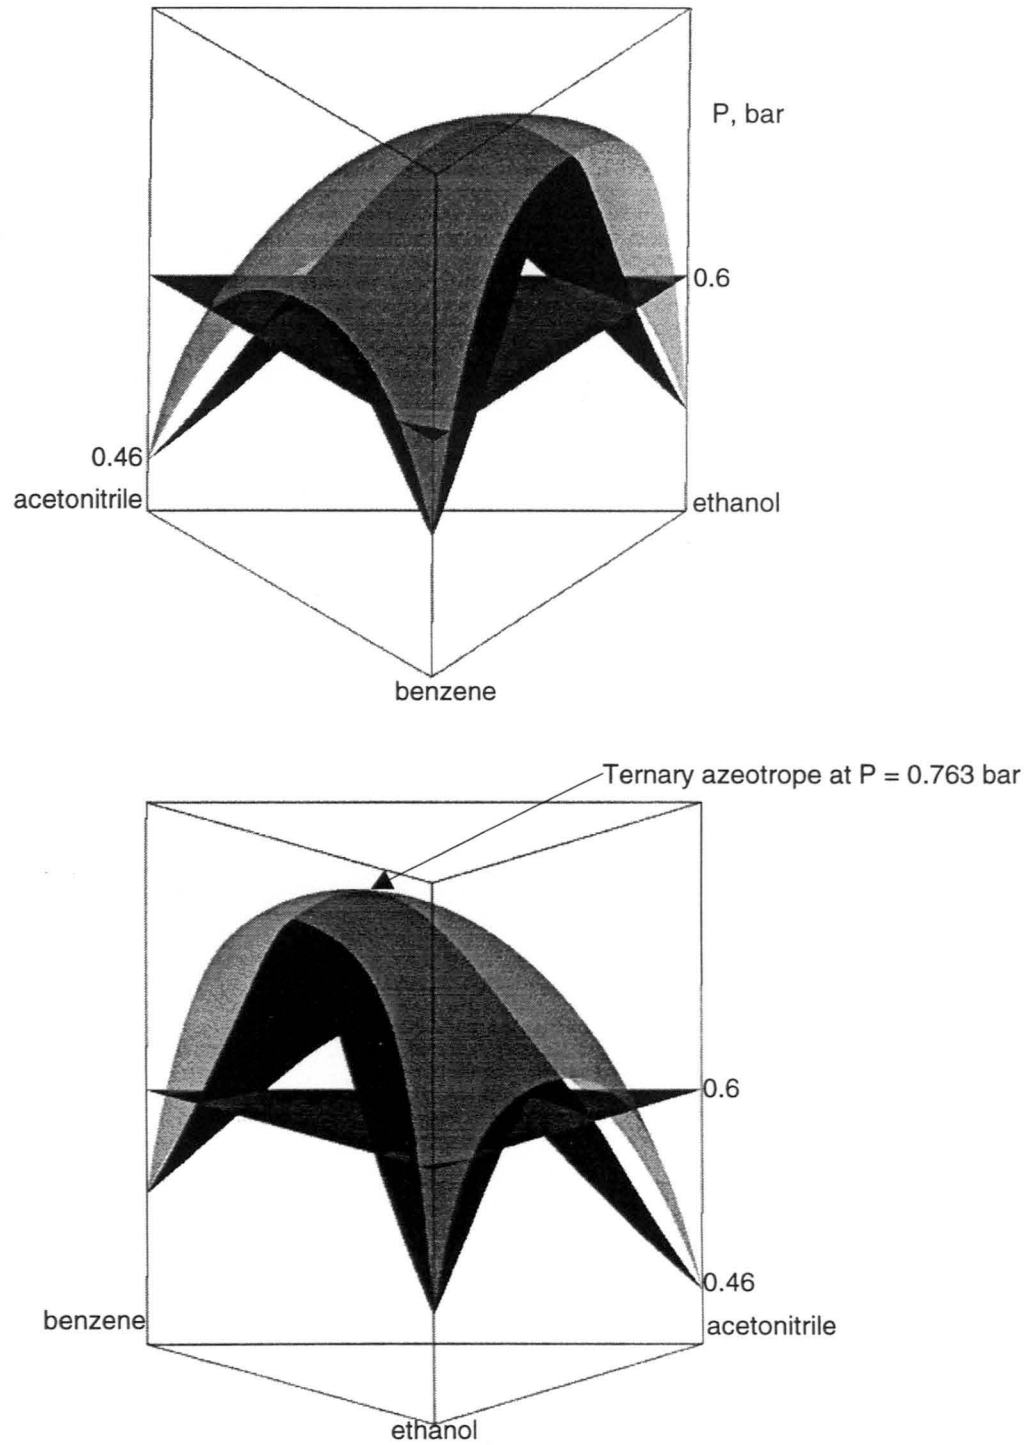 P, bar
0.6
0.46
acetonitrile
ethanol
benzene
Ternary azeotrope at P = 0.763 bar
0.6
0.46
benzene
acetonitrile
ethanol